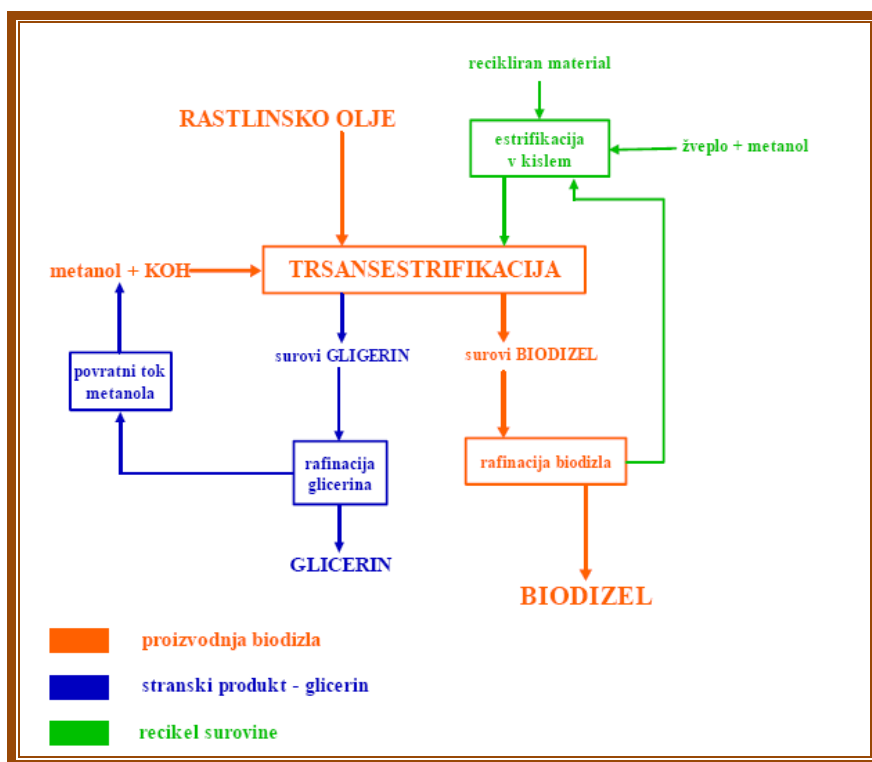 recikliran material
RASTLINSKO OLJE
estrifikacija
v kislem
žveplo + metanol
metanol + KOH
TRSANSESTRIFIKACIJA
surovi GLIGERIN
surovi BIODIZEL
povratni tok
metanola
rafinacija
glicerina
rafinacija biodizla
GLICERIN
BIODIZEL
proizvodnja biodizla
stranski produkt - glicerin
recikel surovine